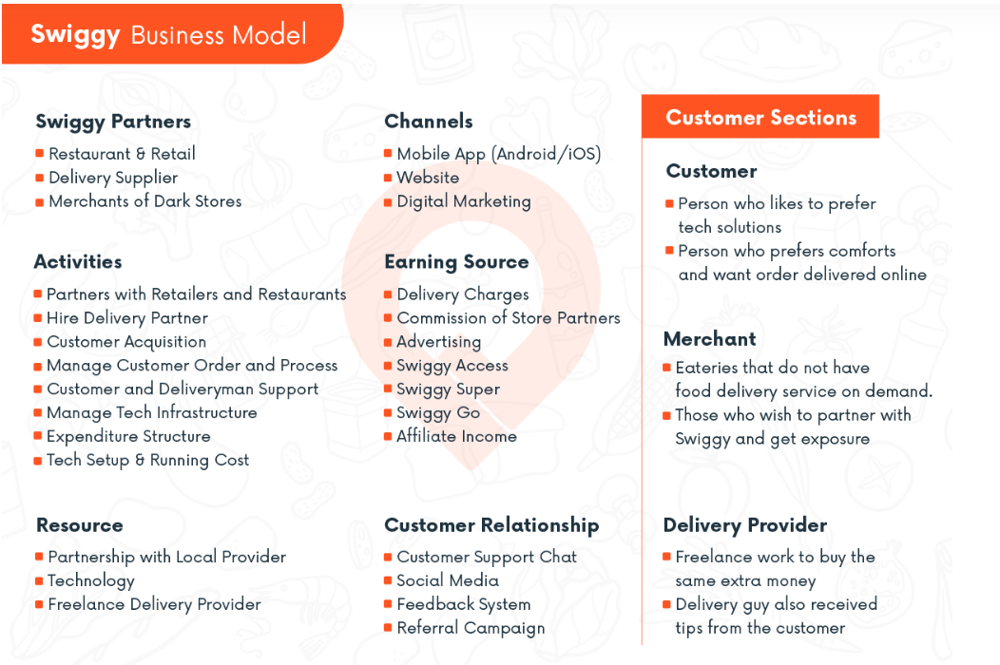 Swiggy Business Model
Swiggy Partners
Restaurant & Retail
Delivery Supplier
Merchants of Dark Stores
Activities
Partners with Retailers and Restaurants
Hire Delivery Partner
Customer Acquisition
Manage Customer Order and Process
Customer and Deliveryman Support
Manage Tech Infrastructure
Expenditure Structure
Tech Setup & Running Cost
Resource
Partnership with Local Provider
Technology
Freelance Delivery Provider
Channels
Mobile App (Android/iOS)
Website
Digital Marketing
Earning Source
Delivery Charges
Commission of Store Partners
Advertising
Swiggy Access
Swiggy Super
Swiggy Go
Affiliate Income
Customer Relationship
Customer Support Chat
Social Media
Feedback System
Referral Campaign
Customer Sections
Customer
Person who likes to prefer
tech solutions
Person who prefers comforts
and want order delivered online
Merchant
Eateries that do not have
food delivery service on demand.
Those who wish to partner with
Swiggy and get exposure
Delivery Provider
Freelance work to buy the
same extra money
Delivery guy also received
tips from the customer